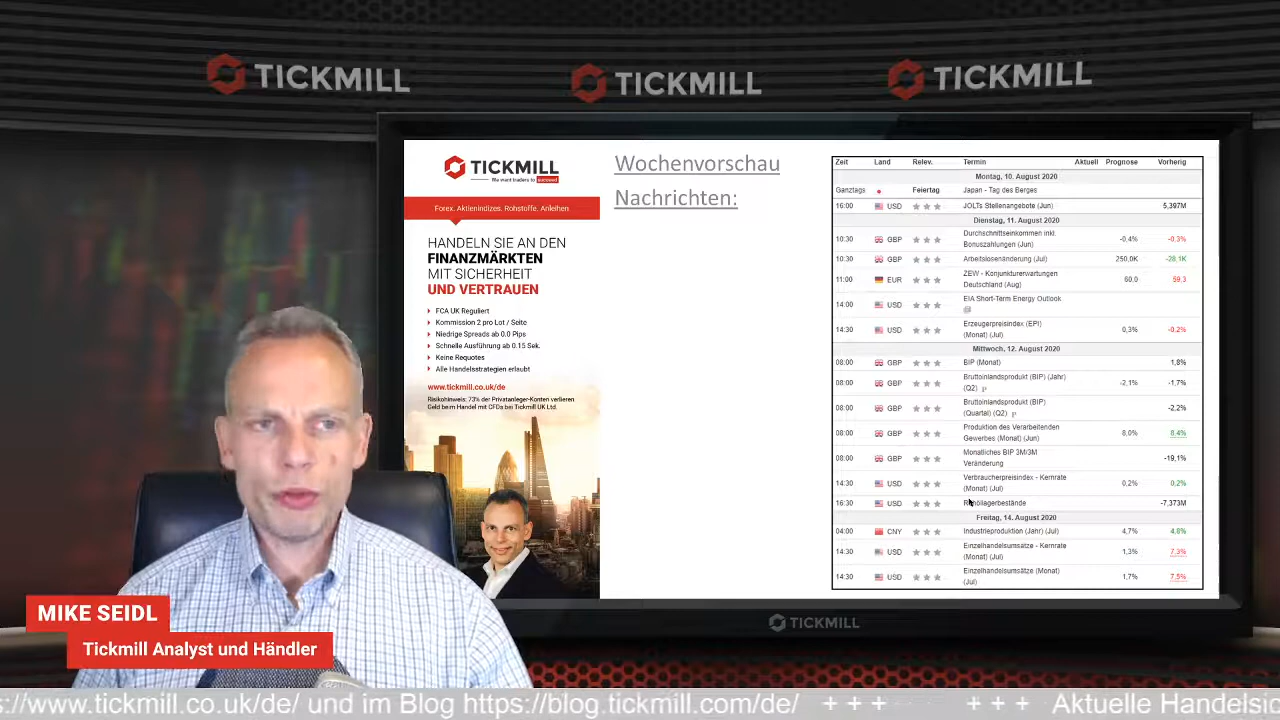 TICKMILL
TICKMILL
TICKMILL
TICKMILL
We want traders to succeed
Forex. Aktienindizes. Rohstoffe. Anleihen
HANDELN SIE AN DEN
FINANZMÄRKTEN
MIT SICHERHEIT
UND VERTRAUEN
FCA UK Reguliert
Kommission 2 pro Lot / Seite
Niedrige Spreads ab 0.0 Pips
Schnelle Ausführung ab 0.15 Sek.
Keine Requotes
Alle Handelsstrategien erlaubt
www.tickmill.co.uk/de
Risikohinweis: 73% der Privatanleger-Konten verlieren
Geld beim Handel mit CFDs bei Tickmill UK Ltd.
Wochenvorschau
Nachrichten:
Zeit Land Relev. Termin Aktuell Prognose Vorherig
Montag, 10. August 2020
Ganztags Feiertag Japan - Tag des Berges
16:00 USD JOLTs Stellenangebote (Jun) 5,397M
Dienstag, 11. August 2020
10:30 GBP Durchschnittseinkommen inkl. Bonuszahlungen (Jun) -0,4% -0,3%
10:30 GBP Arbeitslosenänderung (Jul) 250,0K -28,1K
11:00 EUR ZEW - Konjunkturerwartungen Deutschland (Aug) 60,0 59,3
14:00 USD EIA Short-Term Energy Outlook
14:30 USD Erzeugerpreisindex (EPI) (Monat) (Jul) 0,3% -0,2%
Mittwoch, 12. August 2020
08:00 GBP BIP (Monat) 1,8%
08:00 GBP Bruttoinlandsprodukt (BIP) (Jahr) (Q2) P -2,1% -1,7%
08:00 GBP Bruttoinlandsprodukt (BIP) (Quartal) (Q2) P -2,2%
08:00 GBP Produktion des Verarbeitenden Gewerbes (Monat) (Jun) 8,0% 8,4%
08:00 GBP Monatliches BIP 3M/3M Veränderung -19,1%
14:30 USD Verbraucherpreisindex - Kernrate (Monat) (Jul) 0,2% 0,2%
16:30 USD Rohöllagerbestände -7,373M
Freitag, 14. August 2020
04:00 CNY Industrieproduktion (Jahr) (Jul) 4,7% 4,8%
14:30 USD Einzelhandelsumsätze - Kernrate (Monat) (Jul) 1,3% 7,3%
14:30 USD Einzelhandelsumsätze (Monat) (Jul) 1,7% 7,5%
TICKMILL
MIKE SEIDL
Tickmill Analyst und Händler
s://www.tickmill.co.uk/de/ und im Blog https://blog.tickmill.com/de/ + + + + + + Aktuelle Handelsid